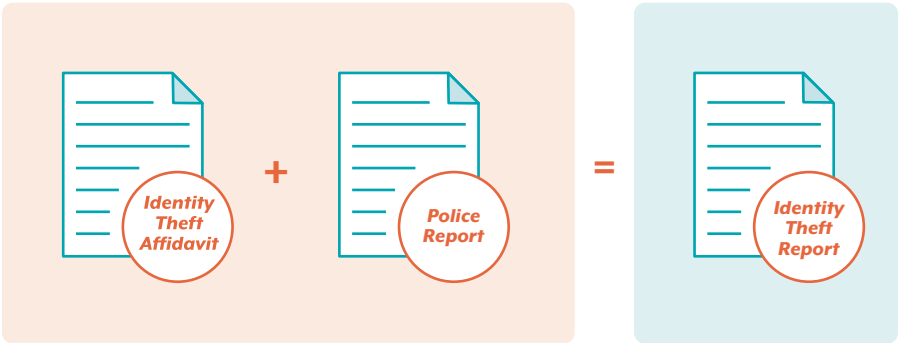 Identity
Theft
Affidavit
+
Police
Report
=
Identity
Theft
Report